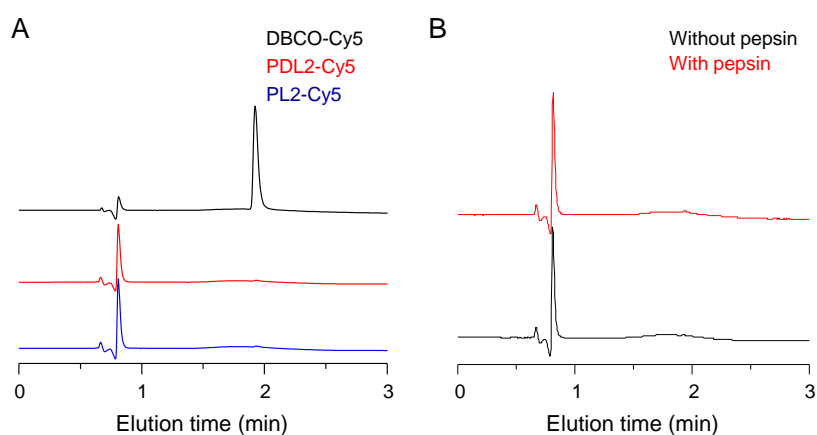 A
DBCO-Cy5
PDL2-Cy5
PL2-Cy5
0 1 2 3
Elution time (min)
B
Without pepsin
With pepsin
0 1 2 3
Elution time (min)